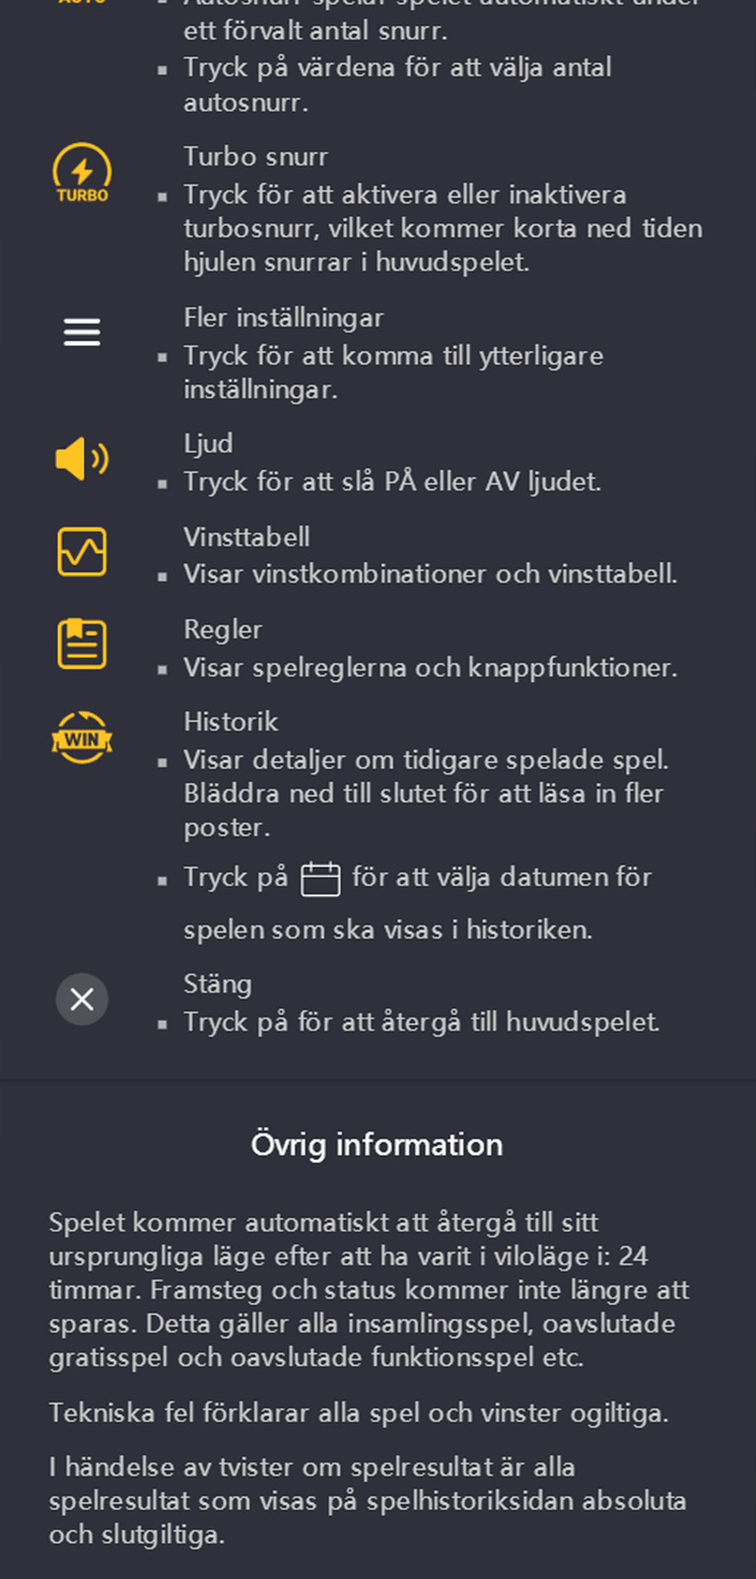 AUTO
Autosnurr spelar spelet automatiskt under
ett förvalt antal snurr.
Tryck på värdena för att välja antal
autosnurr.
Turbo snurr
TURBO
Tryck för att aktivera eller inaktivera
turbosnurr, vilket kommer korta ned tiden
hjulen snurrar i huvudspelet.
Fler inställningar
Tryck för att komma till ytterligare
inställningar.
Ljud
Tryck för att slå PÅ eller AV ljudet.
Vinsttabell
Visar vinstkombinationer och vinsttabell.
Regler
Visar spelreglerna och knappfunktioner.
Historik
WIN
Visar detaljer om tidigare spelade spel.
Bläddra ned till slutet för att läsa in fler
poster.
Tryck på för att välja datumen för
spelen som ska visas i historiken.
Stäng
Tryck på för att återgå till huvudspelet.
Övrig information
Spelet kommer automatiskt att återgå till sitt
ursprungliga läge efter att ha varit i viloläge i: 24
timmar. Framsteg och status kommer inte längre att
sparas. Detta gäller alla insamlingsspel, oavslutade
gratisspel och oavslutade funktionsspel etc.
Tekniska fel förklarar alla spel och vinster ogiltiga.
I händelse av tvister om spelresultat är alla
spelresultat som visas på spelhistoriksidan absoluta
och slutgiltiga.